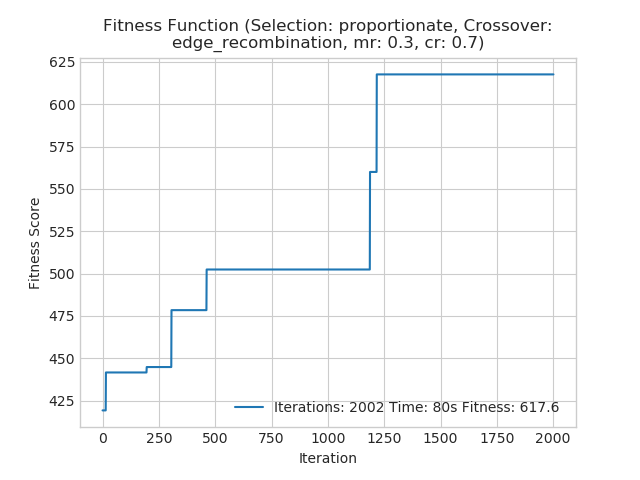 Fitness Function (Selection: proportionate, Crossover:
edge_recombination, mr: 0.3, cr: 0.7)
625
600
575
550
525
500
475
450
425
Fitness Score
Iterations: 2002 Time: 80s Fitness: 617.6
0 250 500 750 1000 1250 1500 1750 2000
Iteration